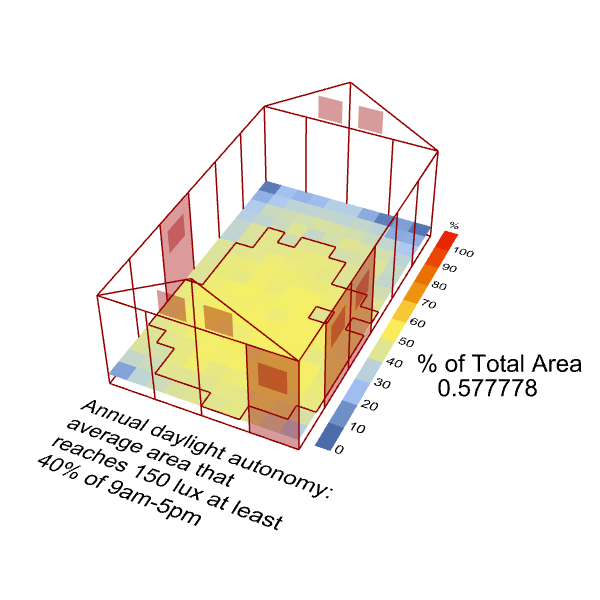 %
100
90
80
70
60
50
40
30
20
10
0
% of Total Area
0.577778
Annual daylight autonomy:
average area that
reaches 150 lux at least
40% of 9am-5pm